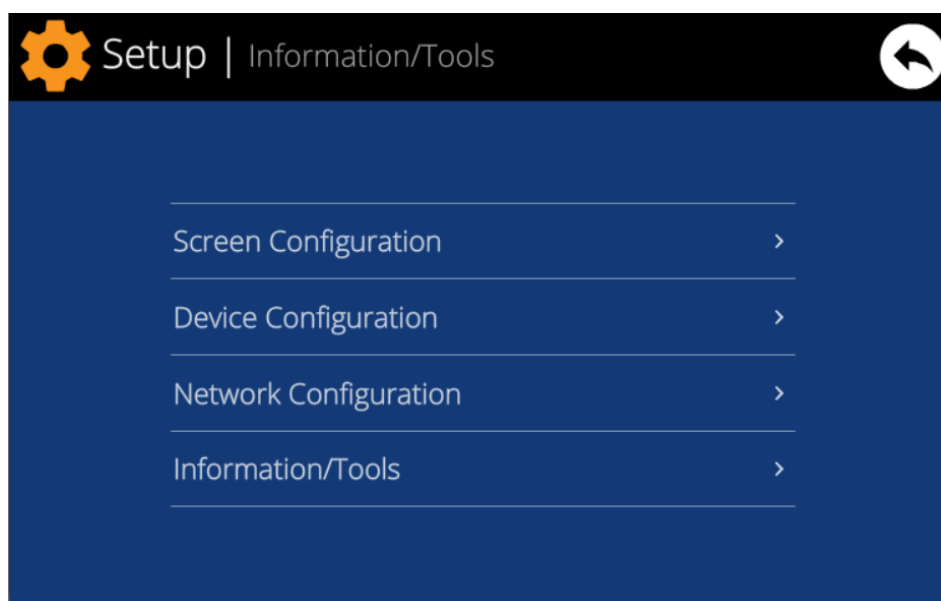 Setup | Information/Tools
Screen Configuration
Device Configuration
Network Configuration
Information/Tools